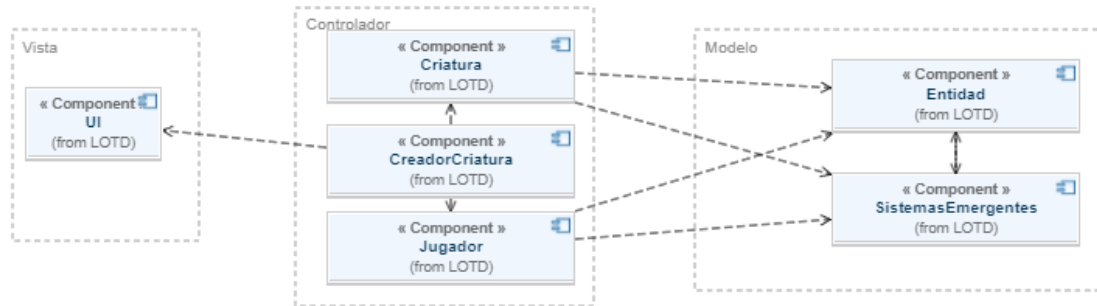 Vista
« Component
UI
(from LOTD)
Controlador
« Component »
Criatura
(from LOTD)
« Component »
CreadorCriatura
(from LOTD)
« Component »
Jugador
(from LOTD)
Modelo
« Component »
Entidad
(from LOTD)
« Component »
SistemasEmergentes
(from LOTD)